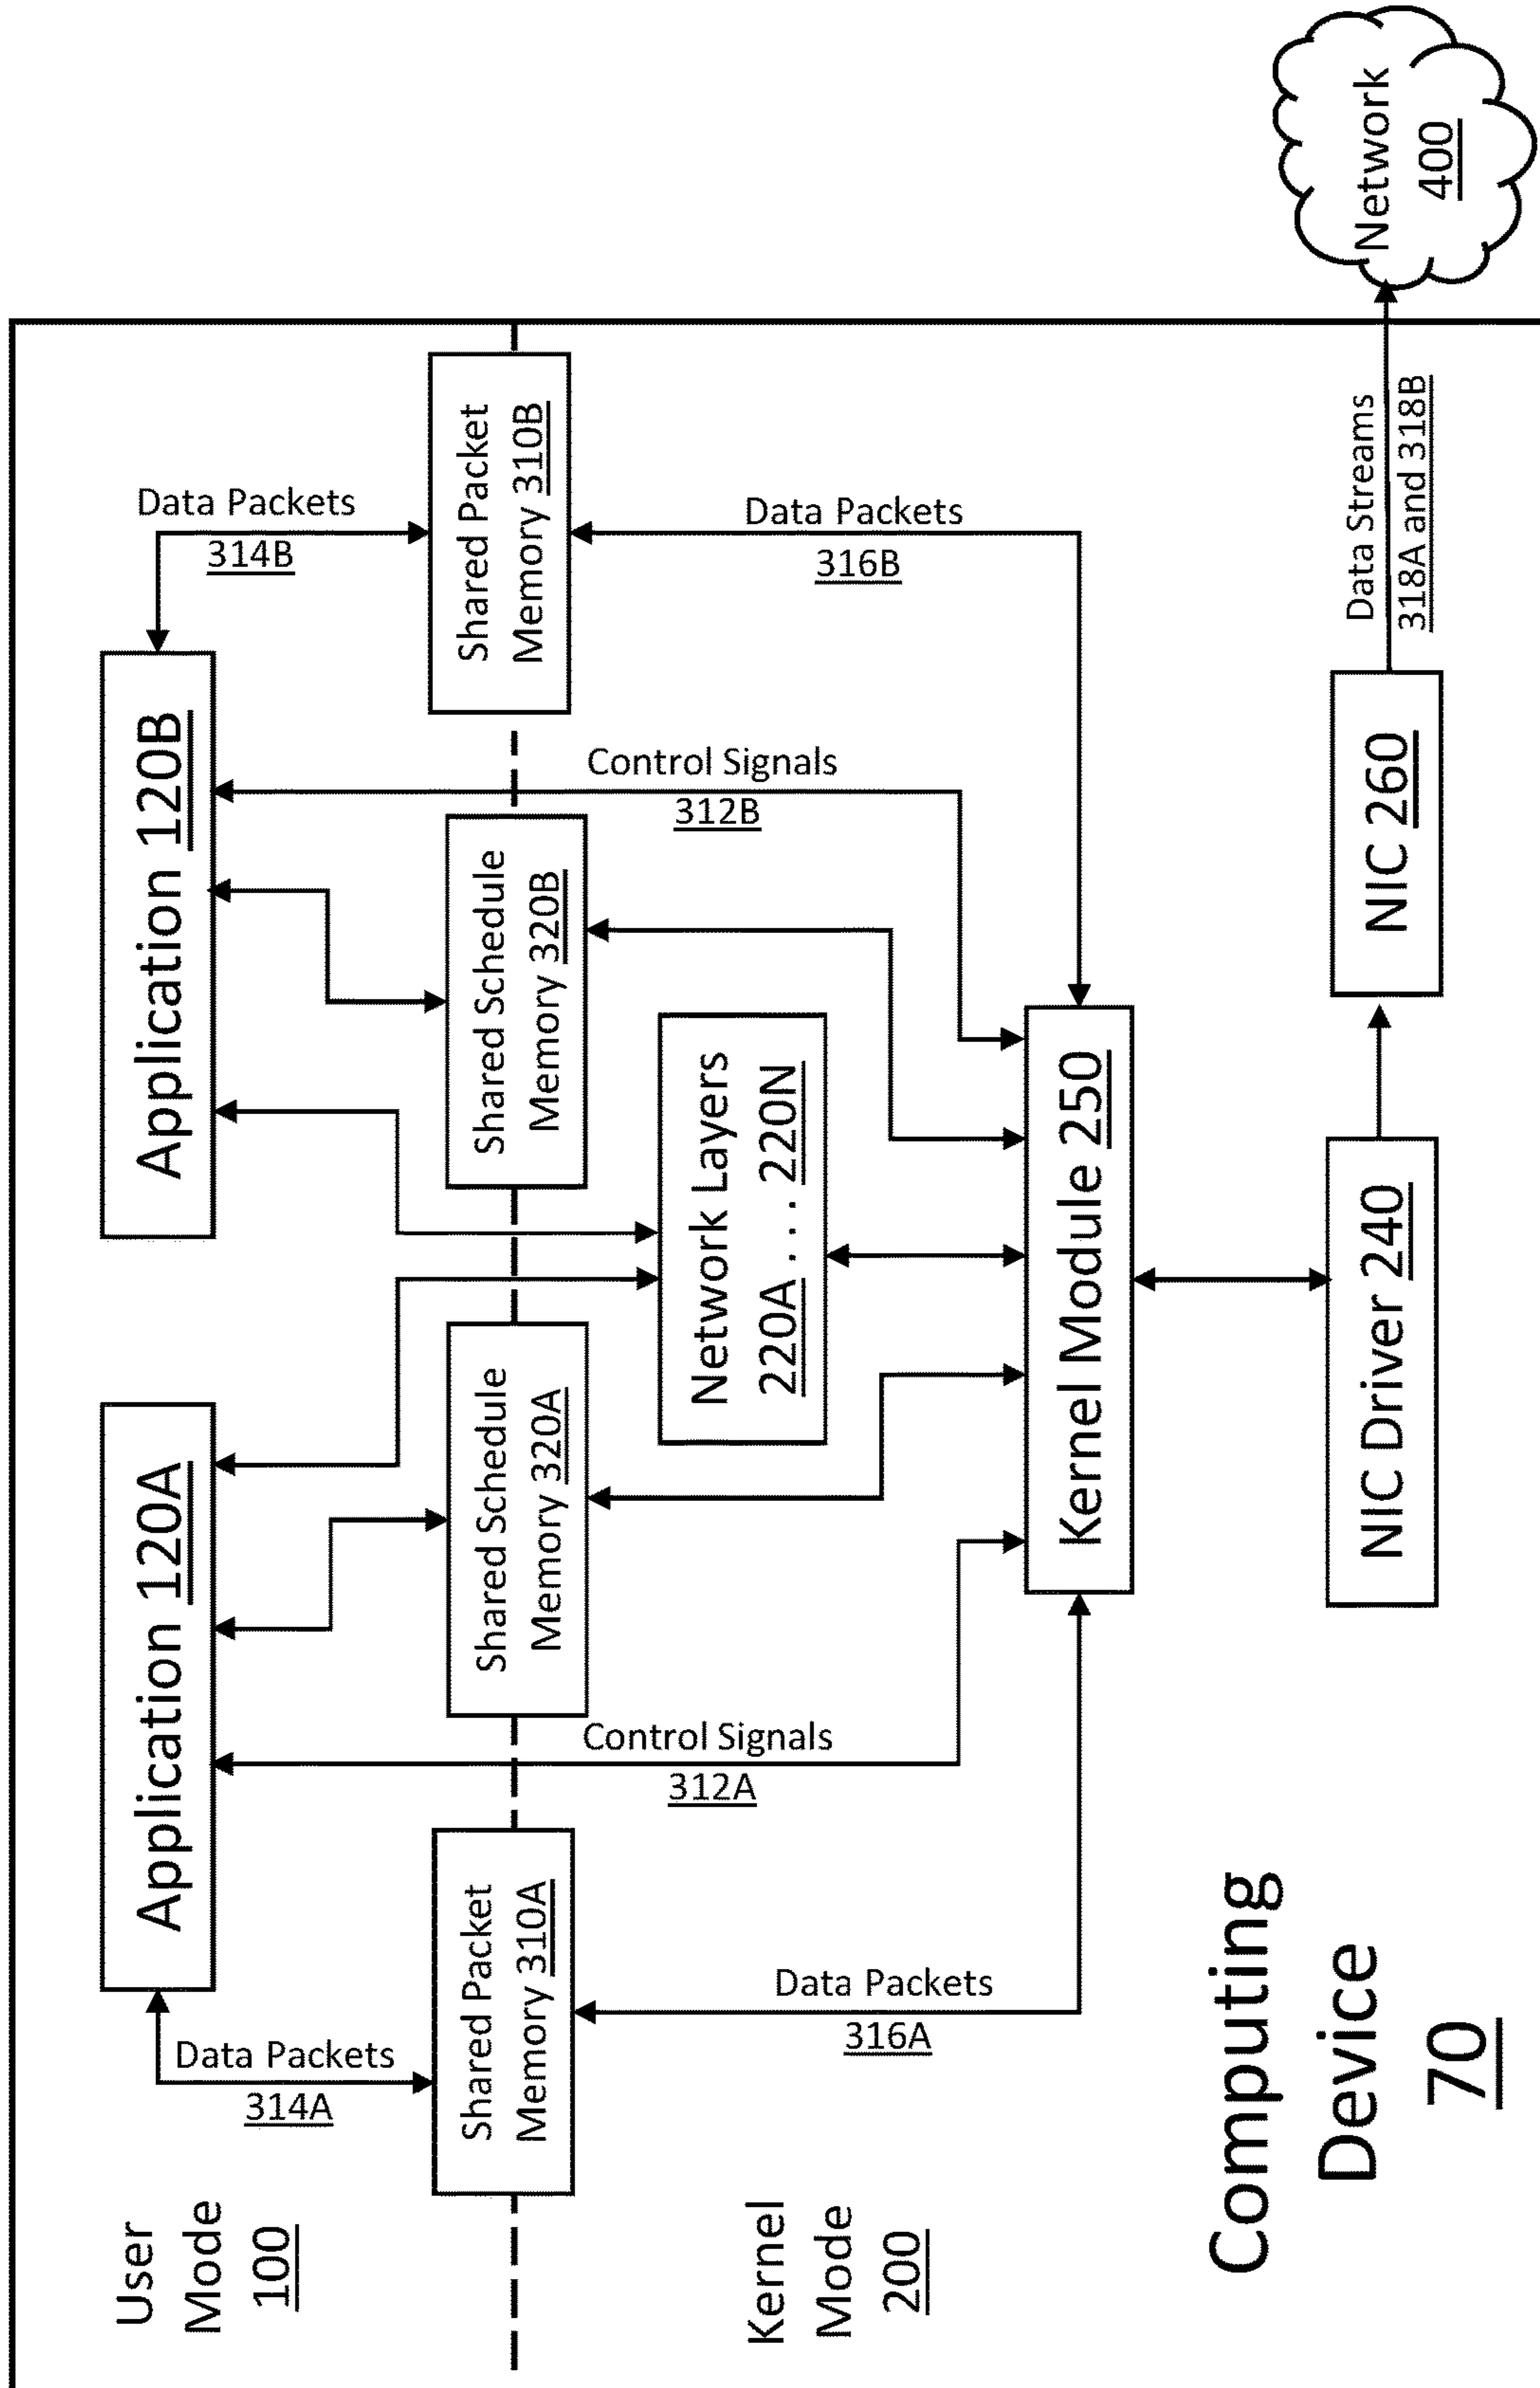 User
Mode
100
Application 120A
Application 120B
Data Packets
314A
Data Packets
314B
Shared Packet
Memory 310A
Shared Schedule
Memory 320A
Shared Schedule
Memory 320B
Shared Packet
Memory 310B
Kernel
Mode
200
Data Packets
316A
Control Signals
312A
Network Layers
220A . . . 220N
Control Signals
312B
Data Packets
316B
Kernel Module 250
Computing
Device
70
NIC Driver 240
NIC 260
Data Streams
318A and 318B
Network
400